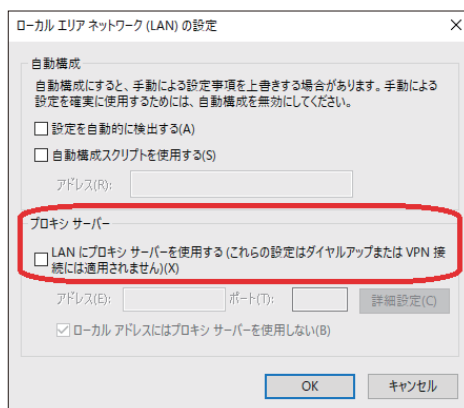 ローカル エリア ネットワーク (LAN) の設定
自動構成
自動構成にすると、手動による設定事項を上書きする場合があります。手動による
設定を確実に使用するためには、自動構成を無効にしてください。
設定を自動的に検出する(A)
自動構成スクリプトを使用する(S)
アドレス(R):
プロキシ サーバー
LAN にプロキシ サーバーを使用する (これらの設定はダイヤルアップまたは VPN 接
続には適用されません)(X)
アドレス(E): ポート(T): 詳細設定(C)
ローカル アドレスにはプロキシ サーバーを使用しない(B)
OK キャンセル